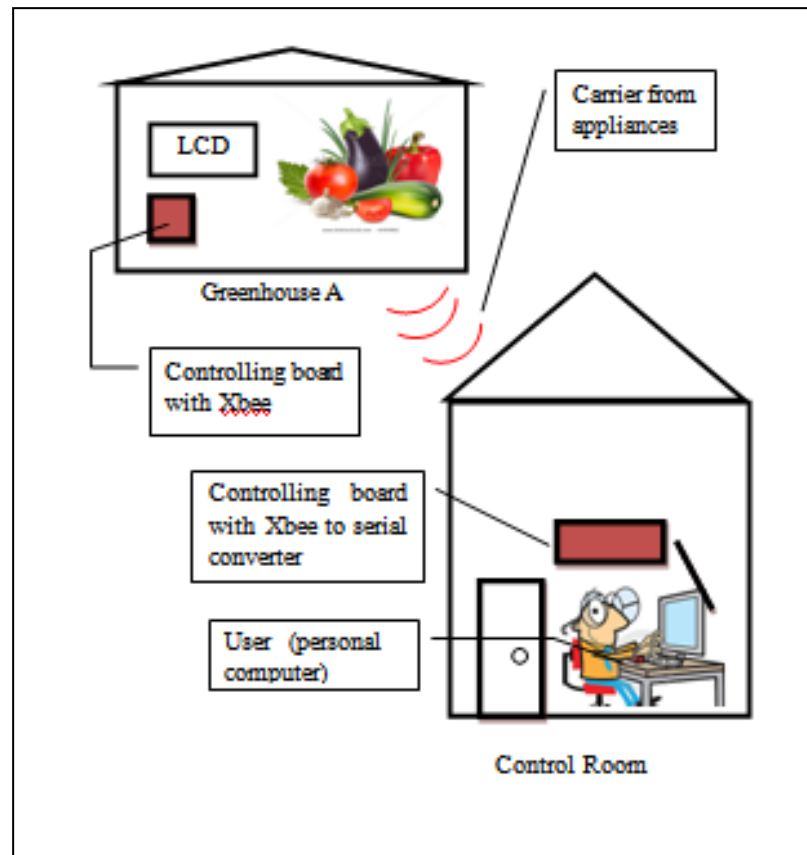 LCD
Greenhouse A
Carrier from
appliances
Controlling board
with Xbee
Controlling board
with Xbee to serial
converter
User (personal
computer)
Control Room